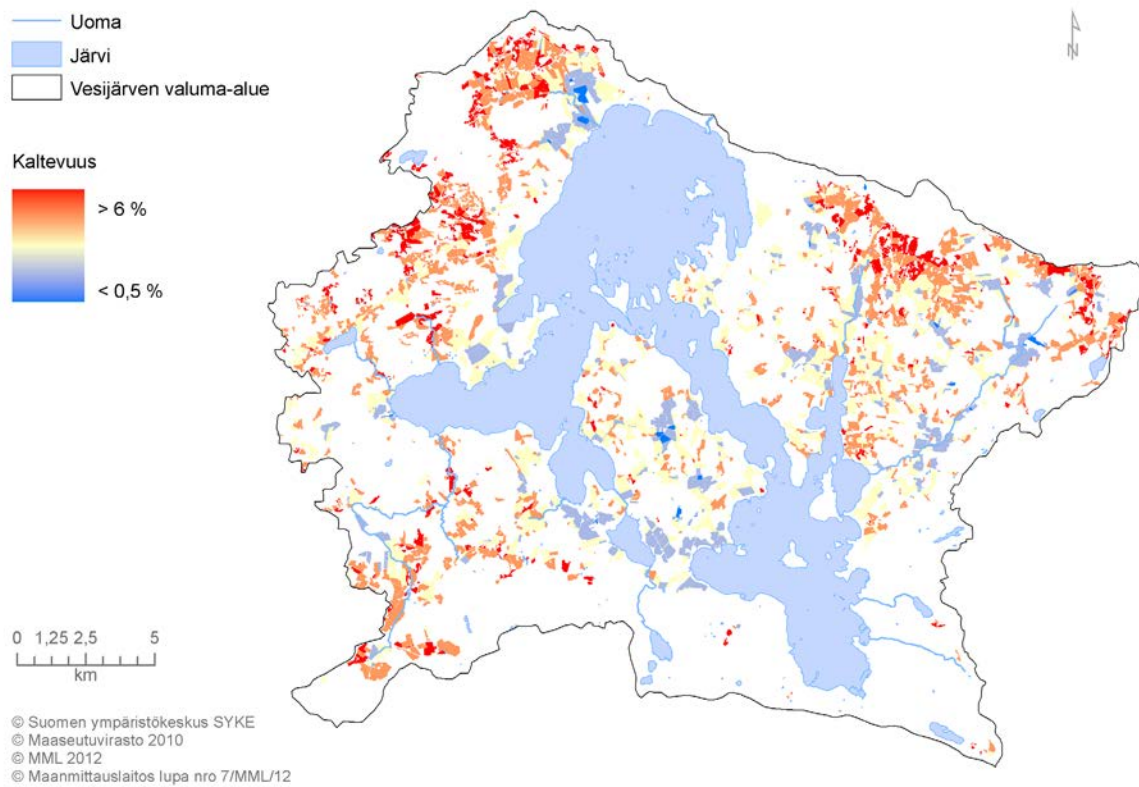 Uoma
Järvi
Vesijärven valuma-alue
N
Kaltevuus
> 6 %
< 0,5 %
0 1,25 2,5 5
km
© Suomen ympäristökeskus SYKE
© Maaseutuvirasto 2010
© MML 2012
© Maanmittauslaitos lupa nro 7/MML/12